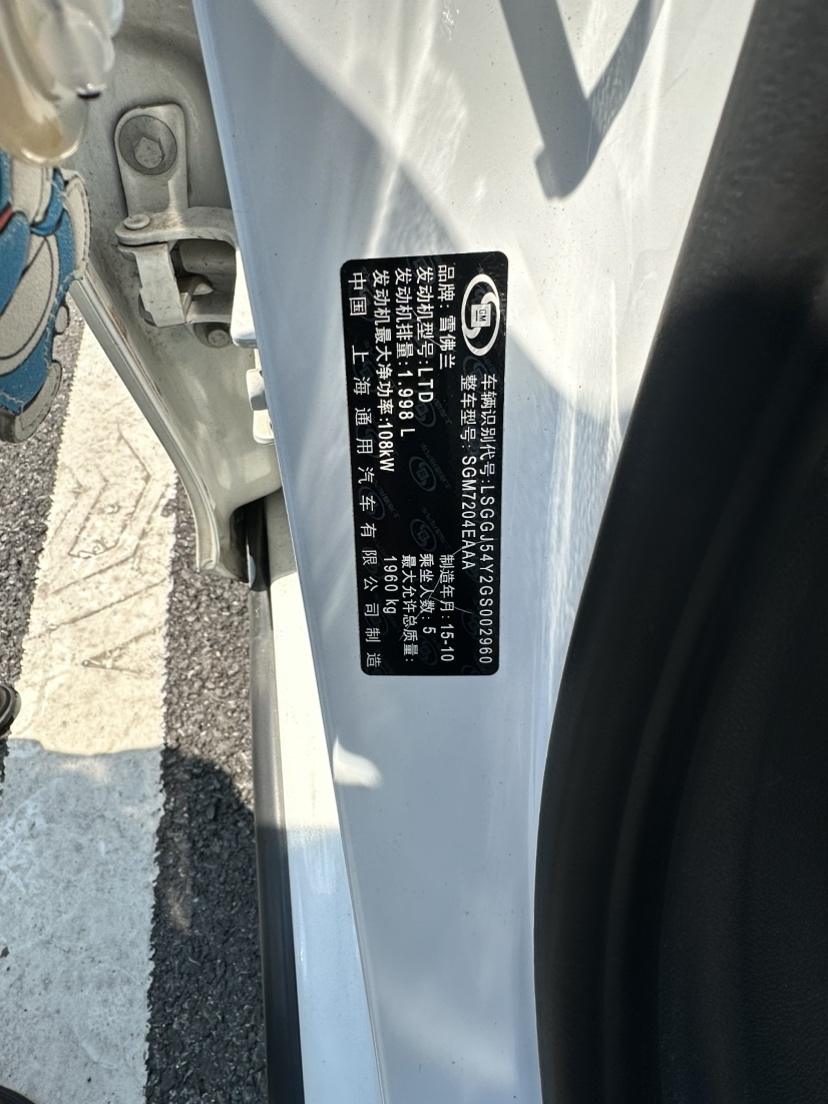 GM
车辆识别代号:LSGGJ54Y2GS002960
整车型号:SGM7204EAAA
品牌:雪佛兰 制造年月:15-10
发动机型号:LTD 乘坐人数:5
发动机排量:1.998 L 最大允许总质量:
发动机最大净功率:108kW 1960 kg
中国 上海通用汽车有限公司制造